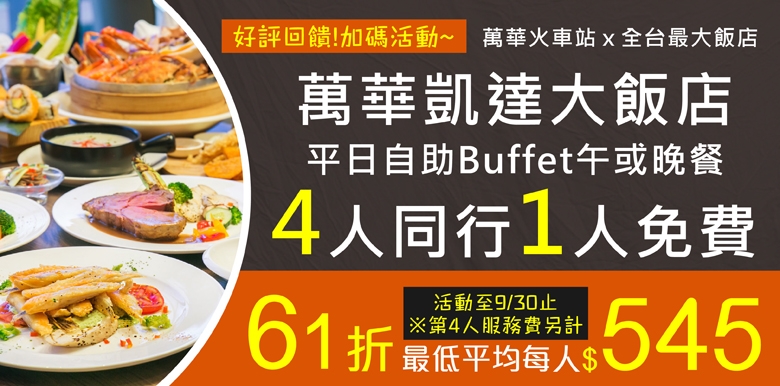 好評回饋!加碼活動~ 萬華火車站 x 全台最大飯店
萬華凱達大飯店
平日自助Buffet午或晚餐
4人同行1人免費
活動至9/30止
※第4人服務費另計
61折 最低平均每人$545